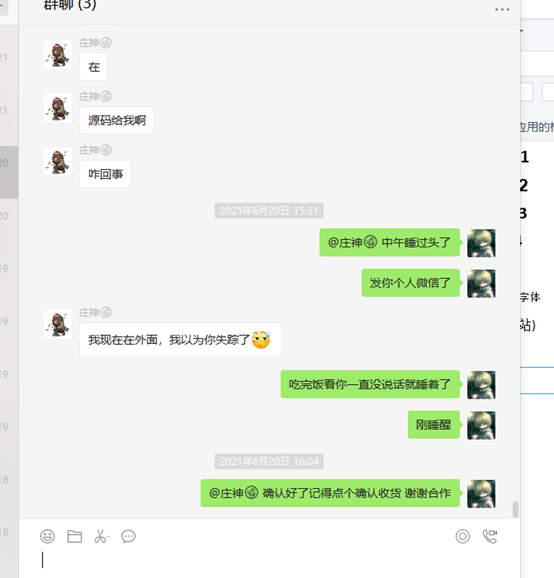 群聊 (3)
庄神
在
庄神
源码给我啊
庄神
咋回事
2021年6月20日 15:31
@庄神 中午睡过头了
发你个人微信了
庄神
我现在在外面，我以为你失踪了
吃完饭看你一直没说话就睡着了
刚睡醒
2021年6月20日 16:04
@庄神 确认好了记得点个确认收货 谢谢合作
21
21
20
20
19
19
19
19
18
18
应用的
1
2
3
4
字体
站)